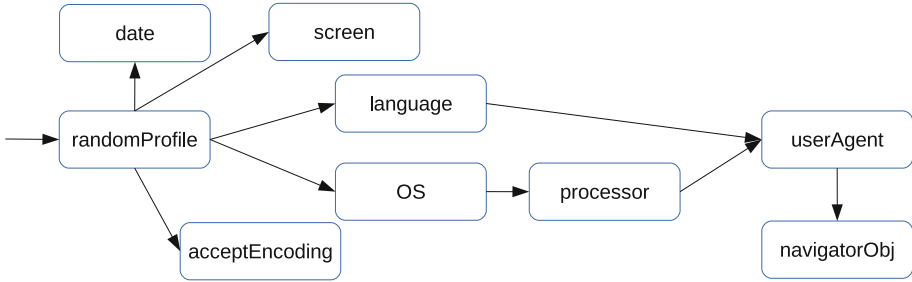 date
screen
language
randomProfile
userAgent
OS
processor
acceptEncoding
navigatorObj